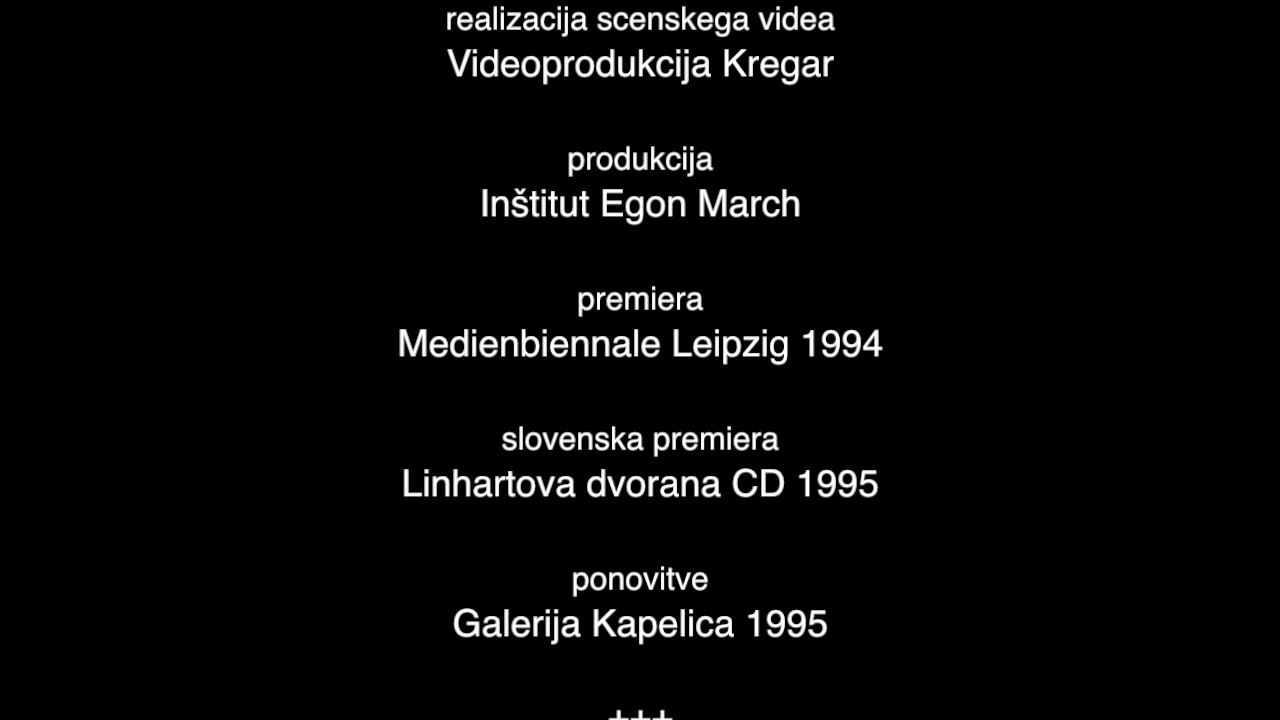 realizacija scenskega videa
Videoprodukcija Kregar
produkcija
Inštitut Egon March
premiera
Medienbiennale Leipzig 1994
slovenska premiera
Linhartova dvorana CD 1995
ponovitve
Galerija Kapelica 1995
+++